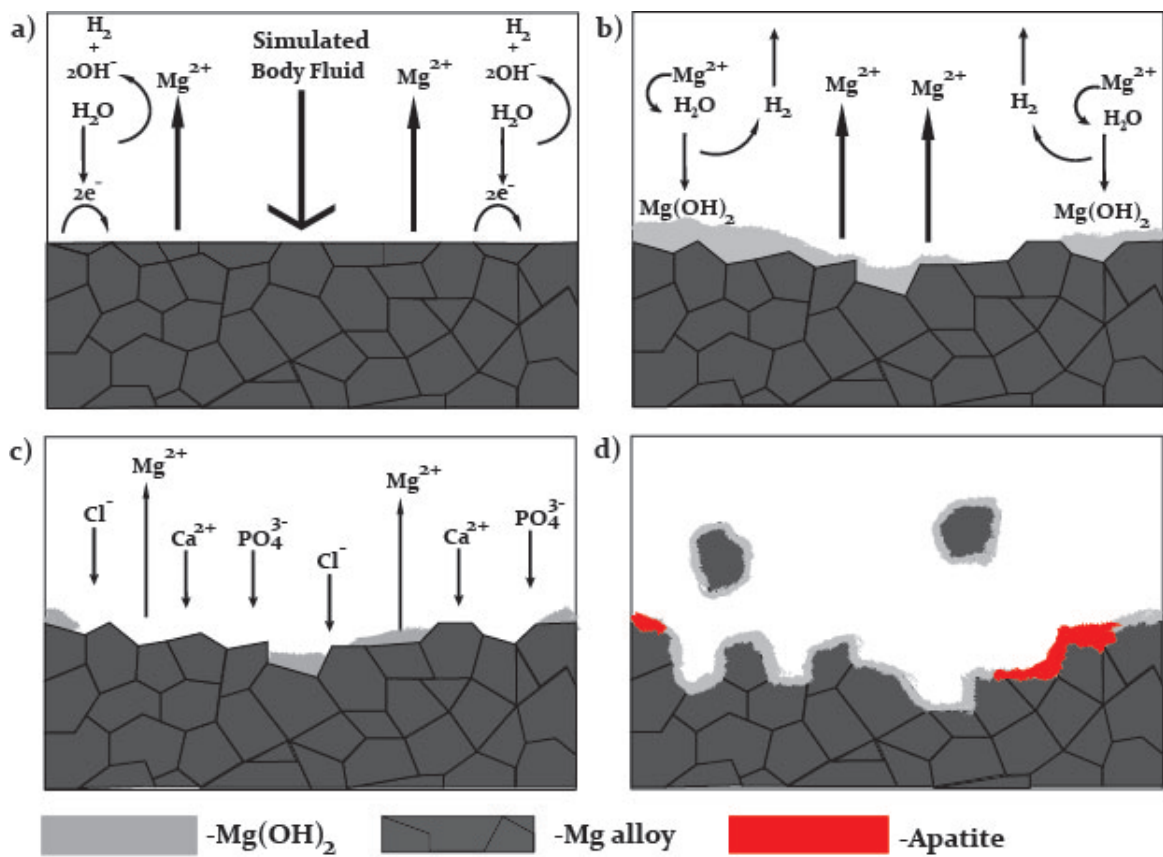 a)
H₂
+
2OH⁻
H₂O
2e⁻
Mg²⁺
Simulated
Body Fluid
Mg²⁺
H₂
+
2OH⁻
H₂O
2e⁻
b)
Mg²⁺
H₂O
H₂
Mg(OH)₂
Mg²⁺
Mg²⁺
H₂
Mg²⁺
H₂O
Mg(OH)₂
c)
Cl⁻
Mg²⁺
Ca²⁺
PO₄³⁻
Cl⁻
Mg²⁺
Ca²⁺
PO₄³⁻
d)
-Mg(OH)₂
-Mg alloy
-Apatite